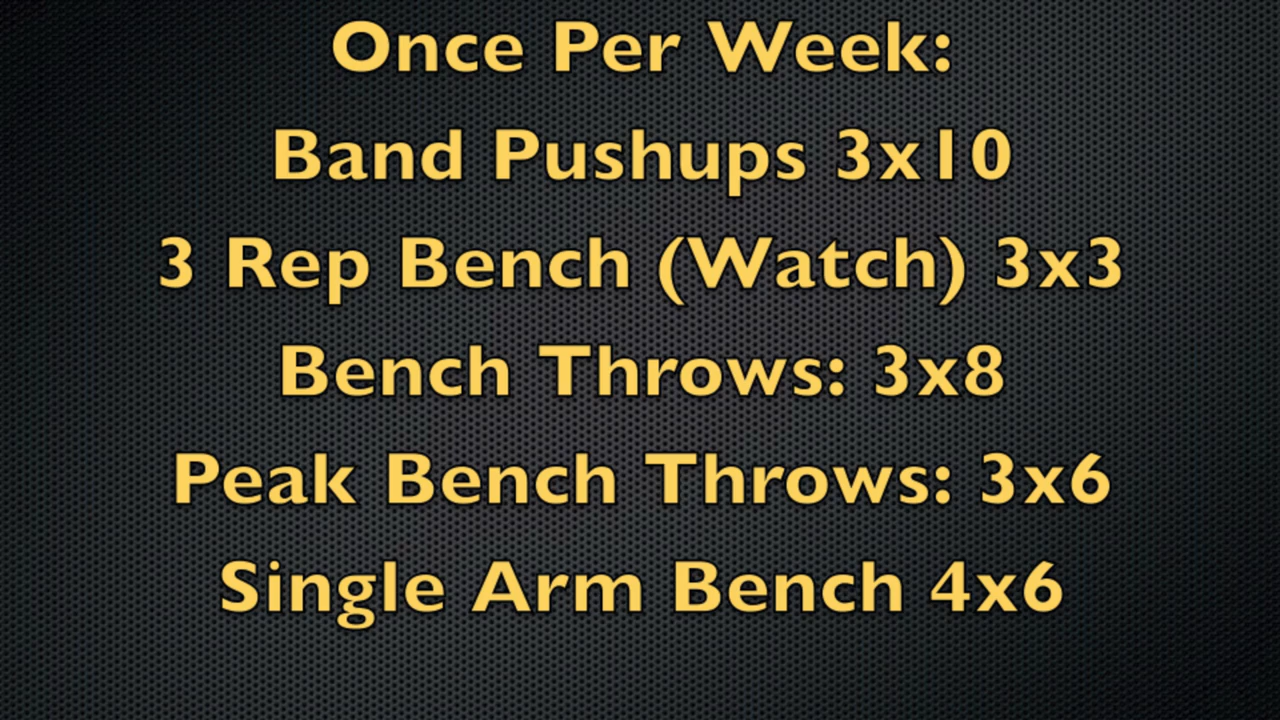 Once Per Week:
Band Pushups 3x10
3 Rep Bench (Watch) 3x3
Bench Throws: 3x8
Peak Bench Throws: 3x6
Single Arm Bench 4x6